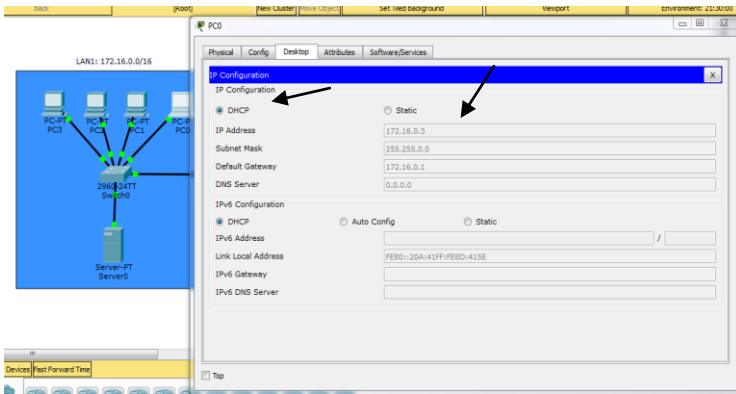 Back [Root] New Cluster Move Object Set Tiled Background Viewport Environment: 21:30:00
PC0
Physical Config Desktop Attributes Software/Services
IP Configuration X
IP Configuration
DHCP Static
IP Address 172.16.0.3
Subnet Mask 255.255.0.0
Default Gateway 172.16.0.1
DNS Server 0.0.0.0
IPv6 Configuration
DHCP Auto Config Static
IPv6 Address /
Link Local Address FE80::20A:41FF:FE8D:415E
IPv6 Gateway
IPv6 DNS Server
Top
LAN1: 172.16.0.0/16
PC-PT PC-PT PC-PT PC-P
PC3 PC2 PC1 PC0
2960-24TT
Switch0
Server-PT
Server0
Devices Fast Forward Time